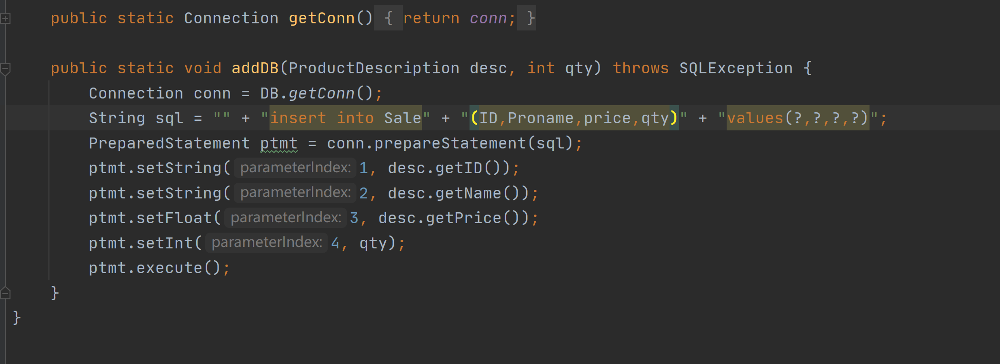 public static Connection getConn() { return conn; }
public static void addDB(ProductDescription desc, int qty) throws SQLException {
Connection conn = DB.getConn();
String sql = "" + "insert into Sale" + "(ID,Proname,price,qty)" + "values(?,?,?,?)";
PreparedStatement ptmt = conn.prepareStatement(sql);
ptmt.setString( parameterIndex: 1, desc.getID());
ptmt.setString( parameterIndex: 2, desc.getName());
ptmt.setFloat( parameterIndex: 3, desc.getPrice());
ptmt.setInt( parameterIndex: 4, qty);
ptmt.execute();
}
}